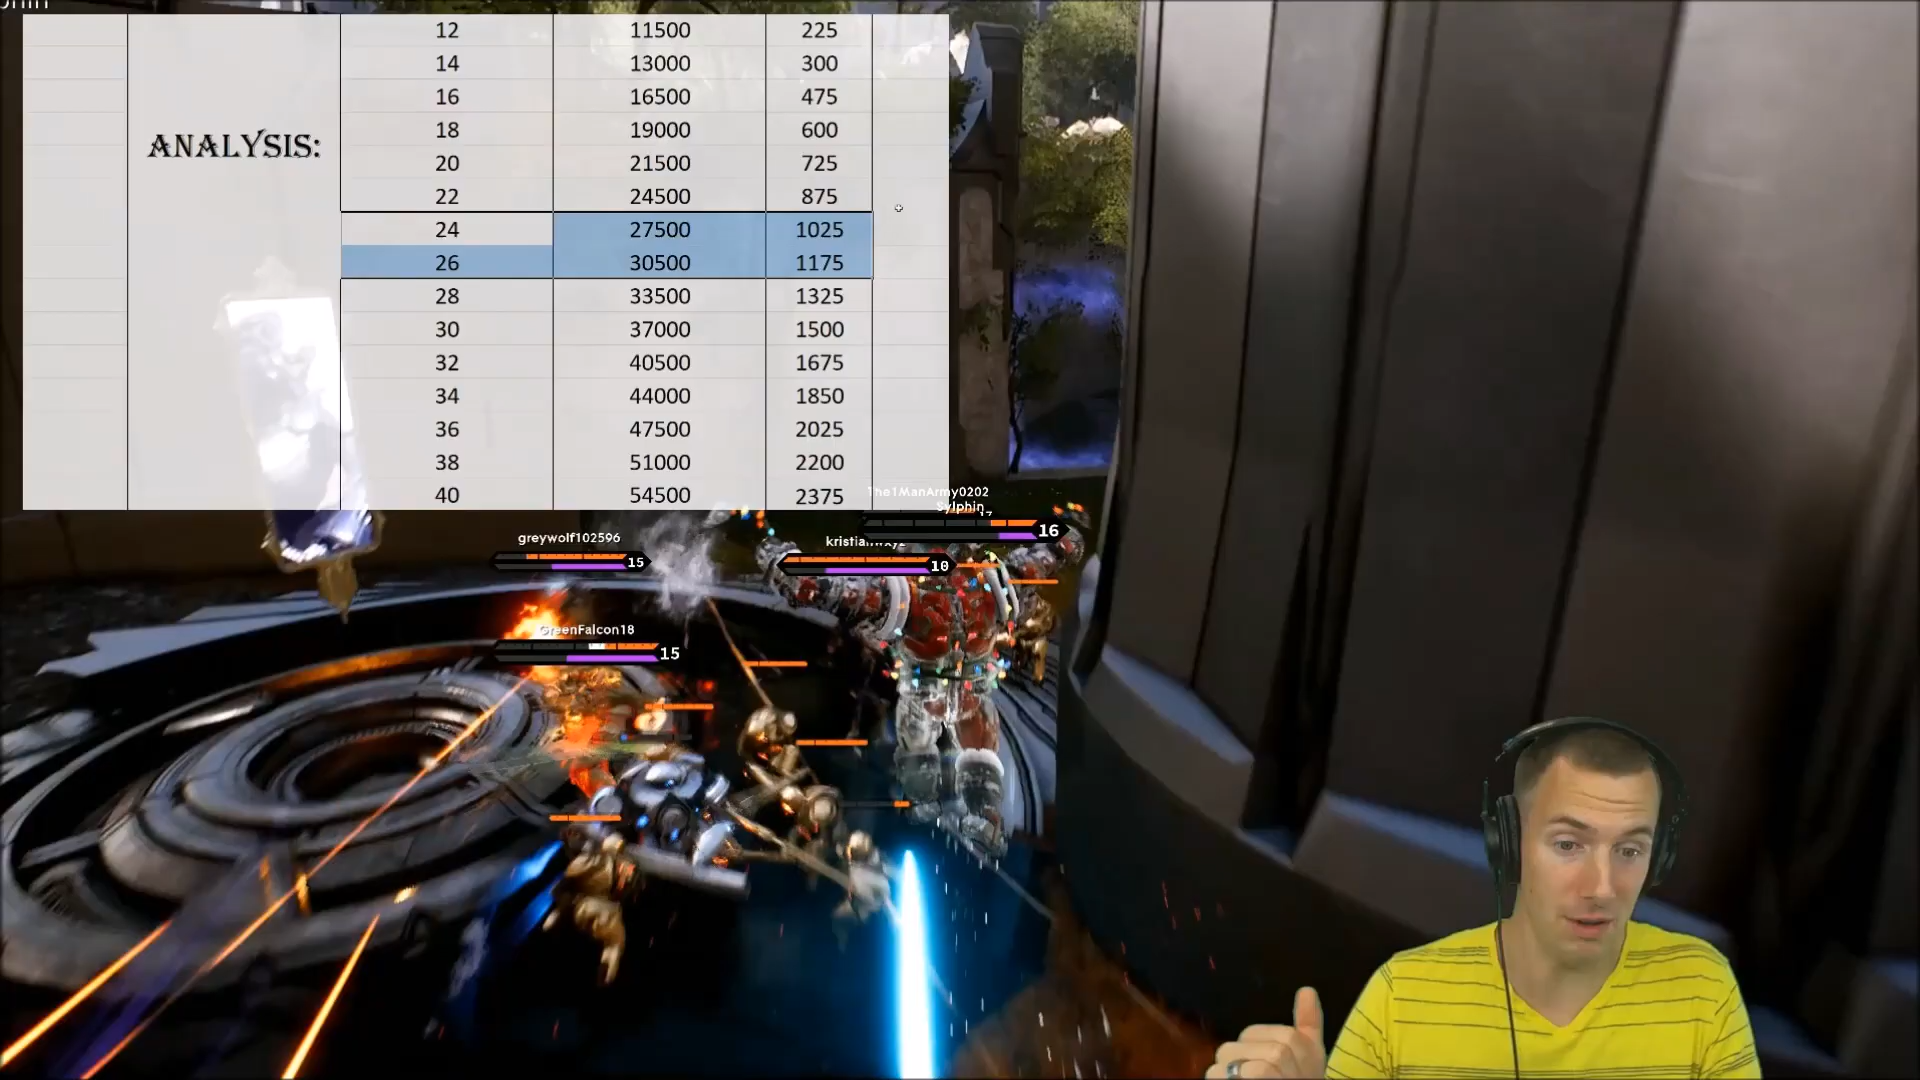 12 11500 225
14 13000 300
16 16500 475
ANALYSIS:
18 19000 600
20 21500 725
22 24500 875
24 27500 1025
26 30500 1175
28 33500 1325
30 37000 1500
32 40500 1675
34 44000 1850
36 47500 2025
38 51000 2200
40 54500 2375
The1ManArmy0202
Sylphin
17
16
greywolf102596
15
10
GreenFalcon18
15